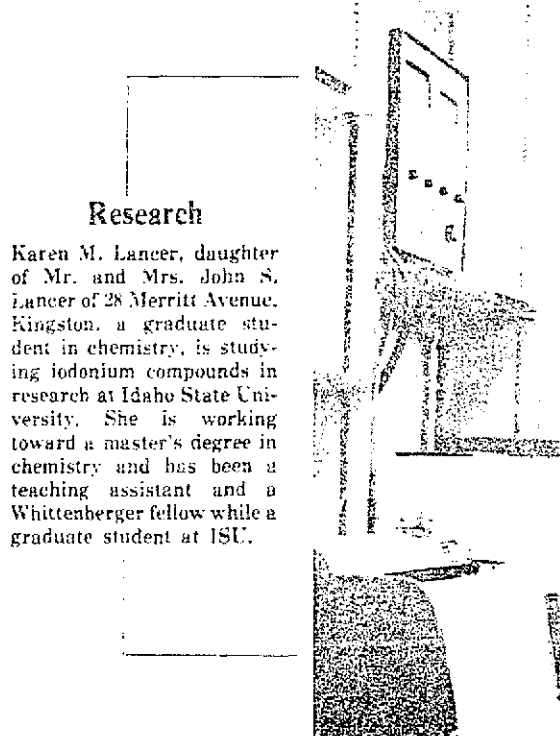 Research
Karen M. Lancer, daughter
of Mr. and Mrs. John S.
Lancer of 28 Merritt Avenue,
Kingston, a graduate stu-
dent in chemistry, is study-
ing iodonium compounds in
research at Idaho State Uni-
versity. She is working
toward a master's degree in
chemistry and has been a
teaching assistant and a
Whittenberger fellow while a
graduate student at ISU.